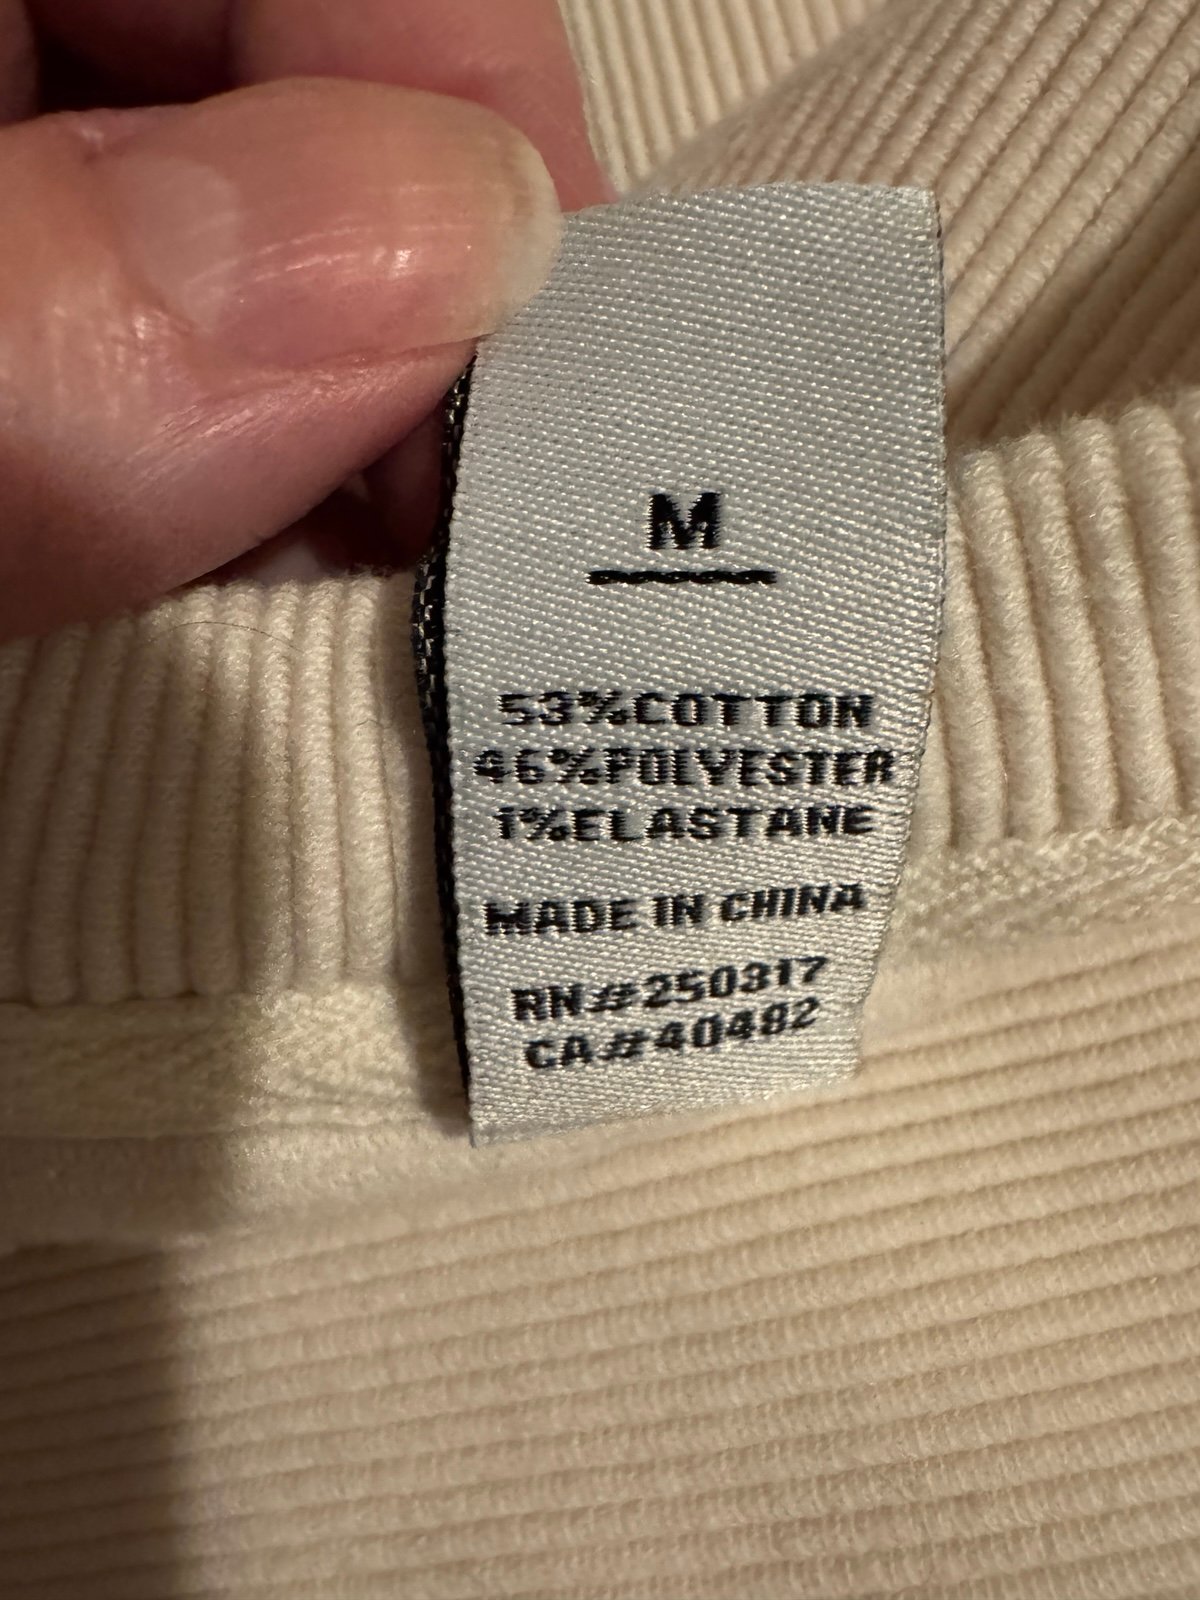 M
53%COTTON
46%POLYESTER
1%ELASTANE
MADE IN CHINA
RN#250317
CA#40482